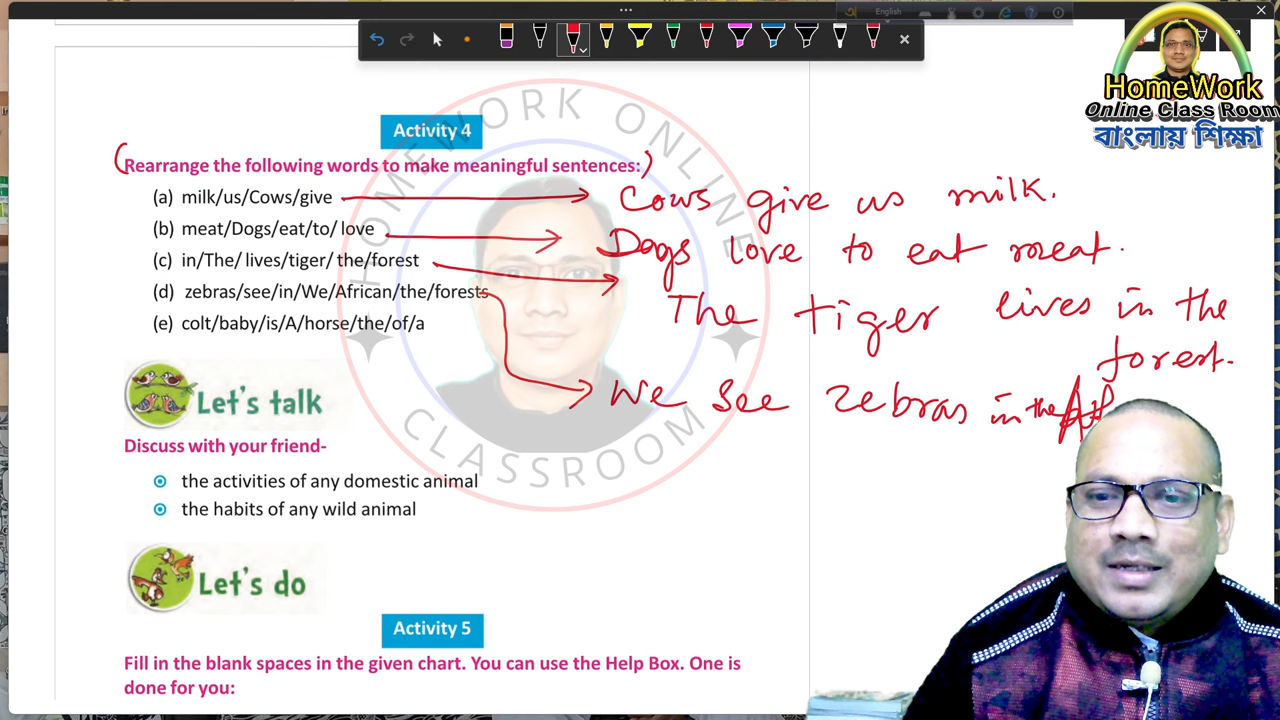 English
HomeWork
Online Class Room
বাংলায় শিক্ষা
HOMEWORK ONLINE CLASSROOM
Activity 4
(Rearrange the following words to make meaningful sentences:)
(a) milk/us/Cows/give
Cows give us milk.
(b) meat/Dogs/eat/to/ love
Dogs love to eat meat.
(c) in/The/ lives/tiger/ the/forest
The tiger lives in the
forest.
(d) zebras/see/in/We/African/the/forests
We see zebras in the
(e) colt/baby/is/A/horse/the/of/a
Let's talk
Discuss with your friend-
the activities of any domestic animal
the habits of any wild animal
Let's do
Activity 5
Fill in the blank spaces in the given chart. You can use the Help Box. One is
done for you: